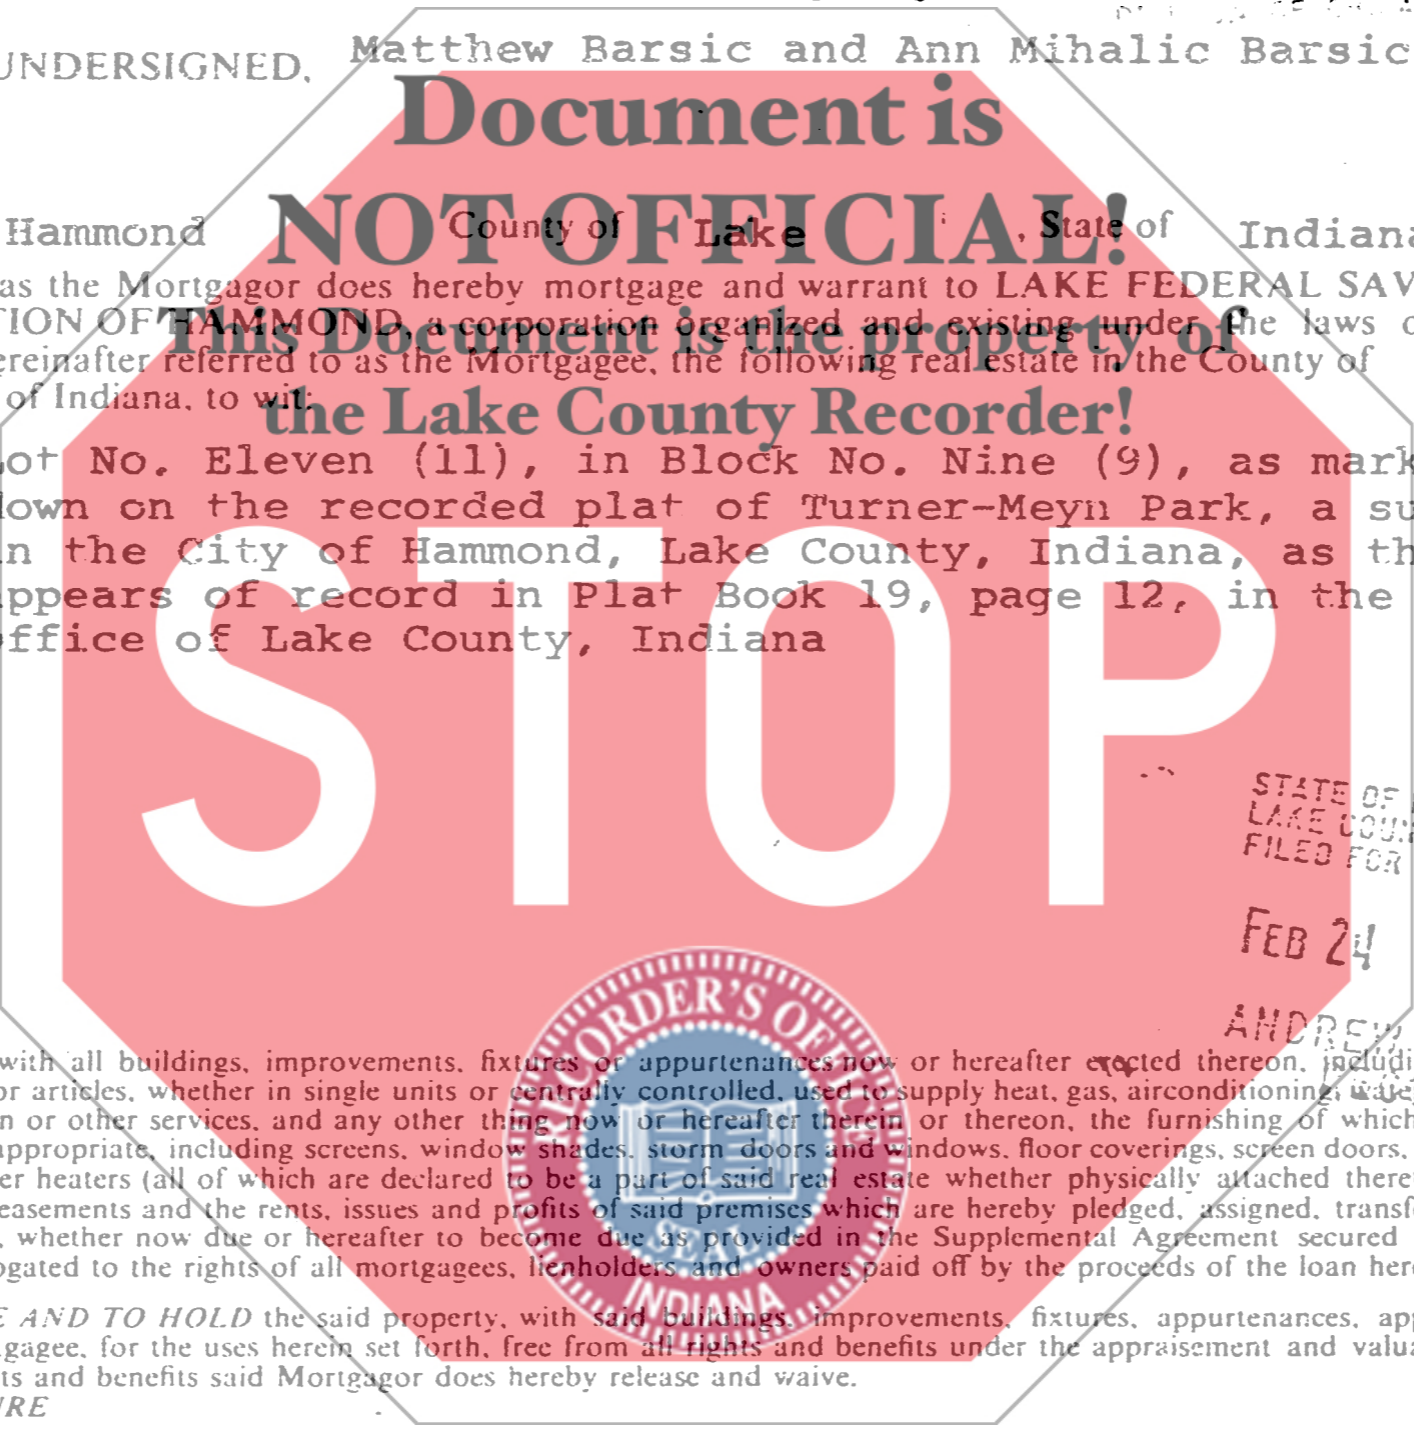 UNDERSIGNED, Matthew Barsic and Ann Mihalic Barsic
Document is
NOT OFFICIAL!
Hammond County of Lake , State of Indiana
as the Mortgagor does hereby mortgage and warrant to LAKE FEDERAL SAV
TION OF HAMMOND, a corporation organized and existing under the laws o
This Document is the property of
ereinafter referred to as the Mortgagee, the following real estate in the County of
of Indiana, to wit:
the Lake County Recorder!
ot No. Eleven (11), in Block No. Nine (9), as mark
own on the recorded plat of Turner-Meyn Park, a su
n the City of Hammond, Lake County, Indiana, as th
ppears of record in Plat Book 19, page 12, in the
ffice of Lake County, Indiana
STOP
STATE OF
LAKE COUN
FILED FOR
FEB 24
ANDREW
with all buildings, improvements, fixtures or appurtenances now or hereafter erected thereon, includi
or articles, whether in single units or centrally controlled, used to supply heat, gas, airconditioning, wate
n or other services, and any other thing now or hereafter therein or thereon, the furnishing of which
appropriate, including screens, window shades, storm doors and windows, floor coverings, screen doors,
er heaters (all of which are declared to be a part of said real estate whether physically attached there
easements and the rents, issues and profits of said premises which are hereby pledged, assigned, transf
, whether now due or hereafter to become due as provided in the Supplemental Agreement secured
ogated to the rights of all mortgagees, lienholders and owners paid off by the proceeds of the loan her
RECORDER'S OFFICE
SEAL
INDIANA
E AND TO HOLD the said property, with said buildings, improvements, fixtures, appurtenances, ap
gagee, for the uses herein set forth, free from all rights and benefits under the appraisement and valua
ts and benefits said Mortgagor does hereby release and waive.
IRE